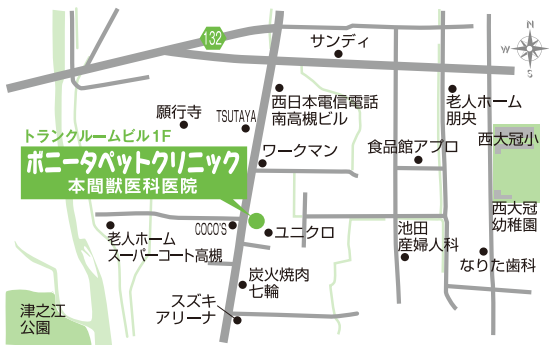 132
N
W
S
サンディ
西日本電信電話
南高槻ビル
老人ホーム
朋央
願行寺
TSUTAYA
西大冠小
トランクルームビル1F
ボニータペットクリニック
本間獣医科医院
ワークマン
食品館アプロ
西大冠
幼稚園
COCO'S
ユニクロ
池田
産婦人科
老人ホーム
スーパーコート高槻
なりた歯科
炭火焼肉
七輪
スズキ
アリーナ
津之江
公園